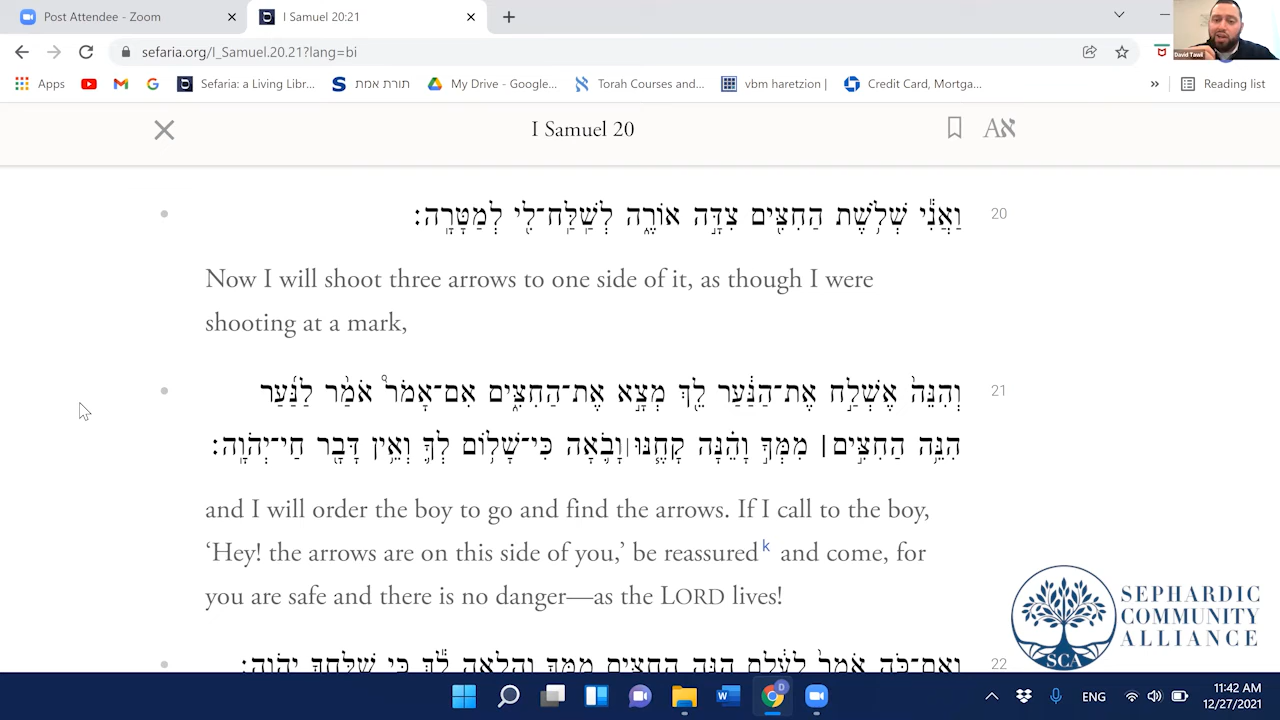 Post Attendee - Zoom
I Samuel 20:21
sefaria.org/I_Samuel.20.21?lang=bi
David Tawil
Apps
Sefaria: a Living Libr...
תורת אמת
My Drive - Google...
Torah Courses and...
vbm haretzion |
Credit Card, Mortga...
»
Reading list
I Samuel 20
Aא
20
וַאֲנִ֕י שְׁלֹ֥שֶׁת הַחִצִּ֖ים צִדָּ֣ה אוֹרֶ֑ה לְשַֽׁלַּֽח־לִ֖י לְמַטָּרָֽה׃
Now I will shoot three arrows to one side of it, as though I were
shooting at a mark,
21
וְהִנֵּה֙ אֶשְׁלַ֣ח אֶת־הַנַּ֔עַר לֵ֖ךְ מְצָ֣א אֶת־הַחִצִּ֑ים אִם־אָמֹר֩ אֹמַ֨ר לַנַּ֜עַר
הִנֵּ֥ה הַחִצִּ֣ים ׀ מִמְּךָ֣ וָהֵ֗נָּה קָחֶ֧נּוּ ׀ וָבֹ֛אָה כִּֽי־שָׁל֥וֹם לְךָ֛ וְאֵ֥ין דָּבָ֖ר חַי־יְהֹוָֽה׃
and I will order the boy to go and find the arrows. If I call to the boy,
‘Hey! the arrows are on this side of you,’ be reassured k and come, for
you are safe and there is no danger—as the LORD lives!
22
וְאִם־כֹּ֤ה אֹמַר֙ לָעֶ֔לֶם הִנֵּ֥ה הַחִצִּ֖ים מִמְּךָ֣ וָהָ֑לְאָה לֵ֕ךְ כִּ֥י שִֽׁלַּחֲךָ֖ יְהֹוָֽה׃
SEPHARDIC
COMMUNITY
ALLIANCE
SCA
D
ENG
11:42 AM
12/27/2021